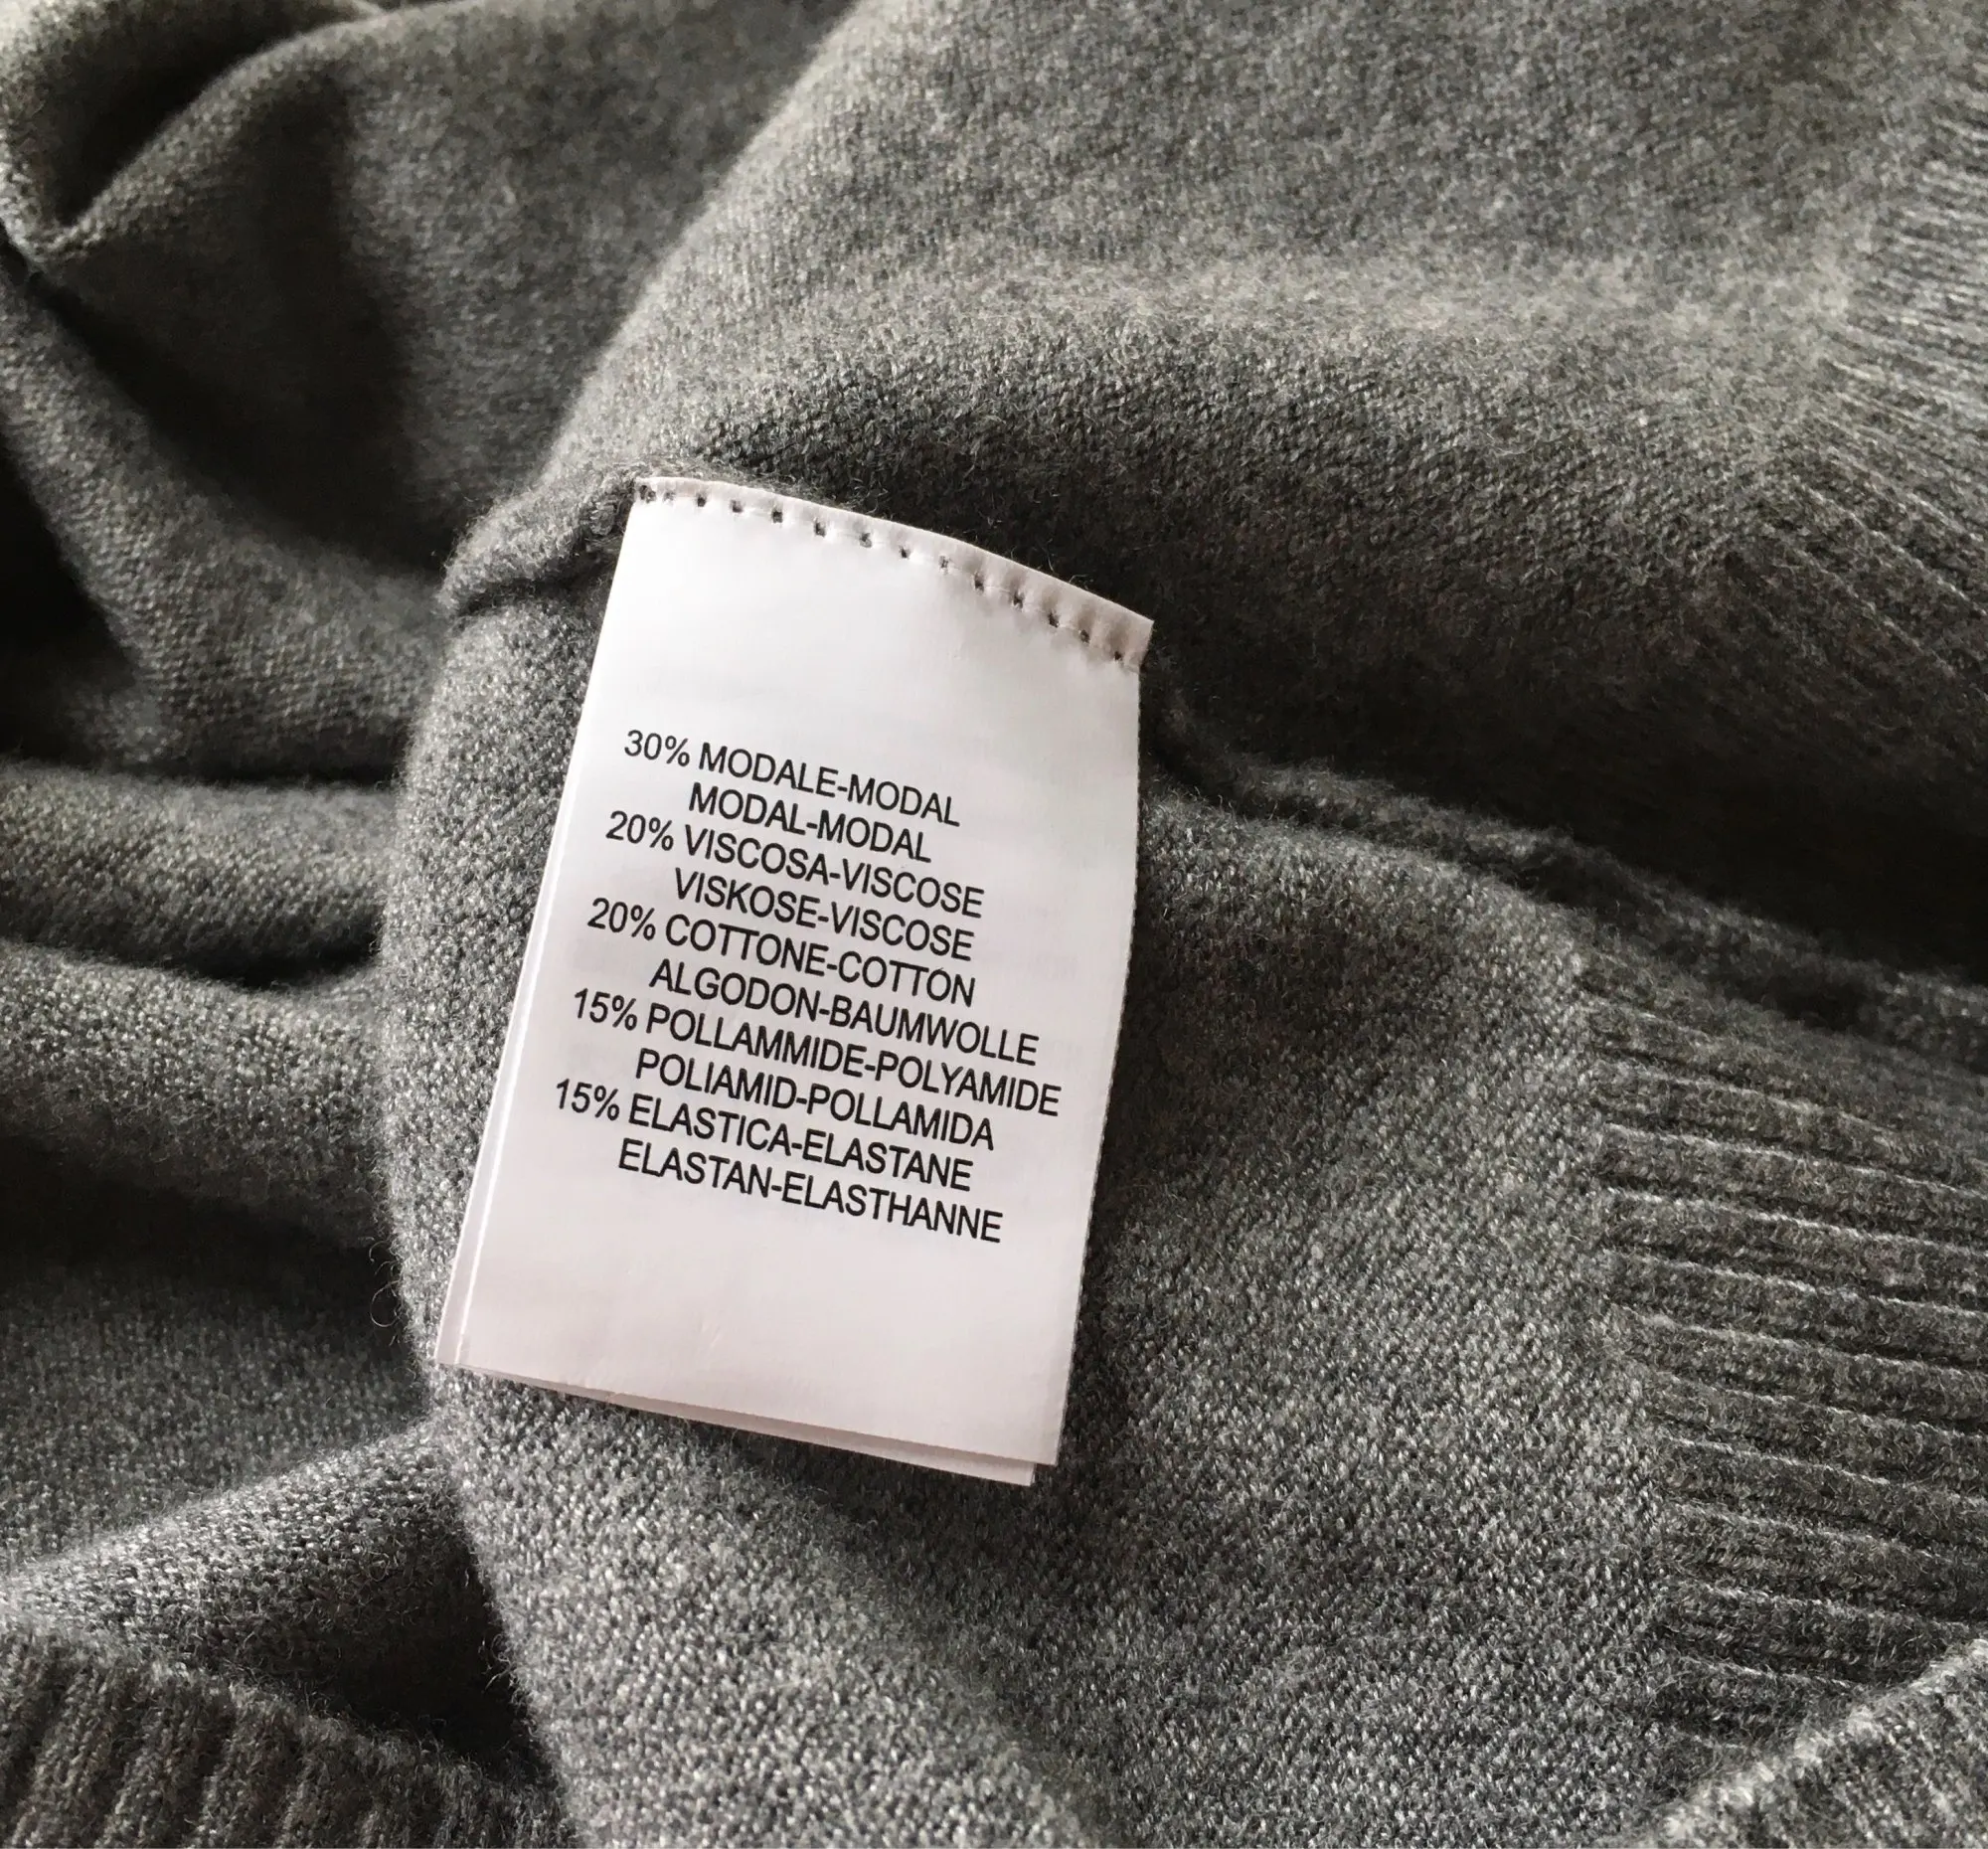 30% MODALE-MODAL
MODAL-MODAL
20% VISCOSA-VISCOSE
VISKOSE-VISCOSE
20% COTTONE-COTTON
ALGODON-BAUMWOLLE
15% POLLAMMIDE-POLYAMIDE
POLIAMID-POLLAMIDA
15% ELASTICA-ELASTANE
ELASTAN-ELASTHANNE